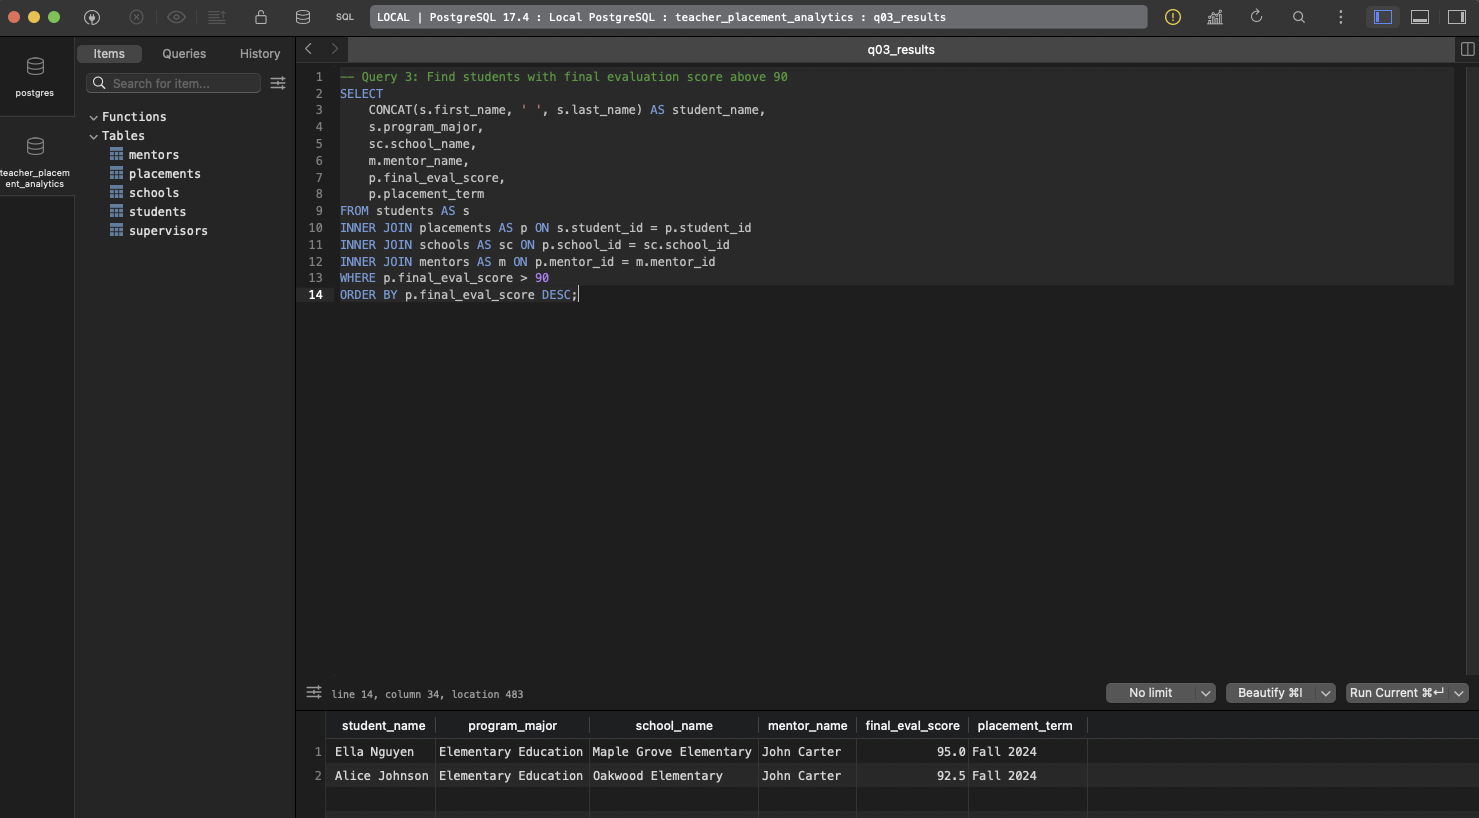 SQL
LOCAL | PostgreSQL 17.4 : Local PostgreSQL : teacher_placement_analytics : q03_results
postgres
teacher_placem
ent_analytics
Items
Queries
History
Search for item...
Functions
Tables
mentors
placements
schools
students
supervisors
q03_results
1 -- Query 3: Find students with final evaluation score above 90
2 SELECT
3 CONCAT(s.first_name, ' ', s.last_name) AS student_name,
4 s.program_major,
5 sc.school_name,
6 m.mentor_name,
7 p.final_eval_score,
8 p.placement_term
9 FROM students AS s
10 INNER JOIN placements AS p ON s.student_id = p.student_id
11 INNER JOIN schools AS sc ON p.school_id = sc.school_id
12 INNER JOIN mentors AS m ON p.mentor_id = m.mentor_id
13 WHERE p.final_eval_score > 90
14 ORDER BY p.final_eval_score DESC;
line 14, column 34, location 483
No limit
Beautify ⌘I
Run Current ⌘↩
student_name program_major school_name mentor_name final_eval_score placement_term
1 Ella Nguyen Elementary Education Maple Grove Elementary John Carter 95.0 Fall 2024
2 Alice Johnson Elementary Education Oakwood Elementary John Carter 92.5 Fall 2024